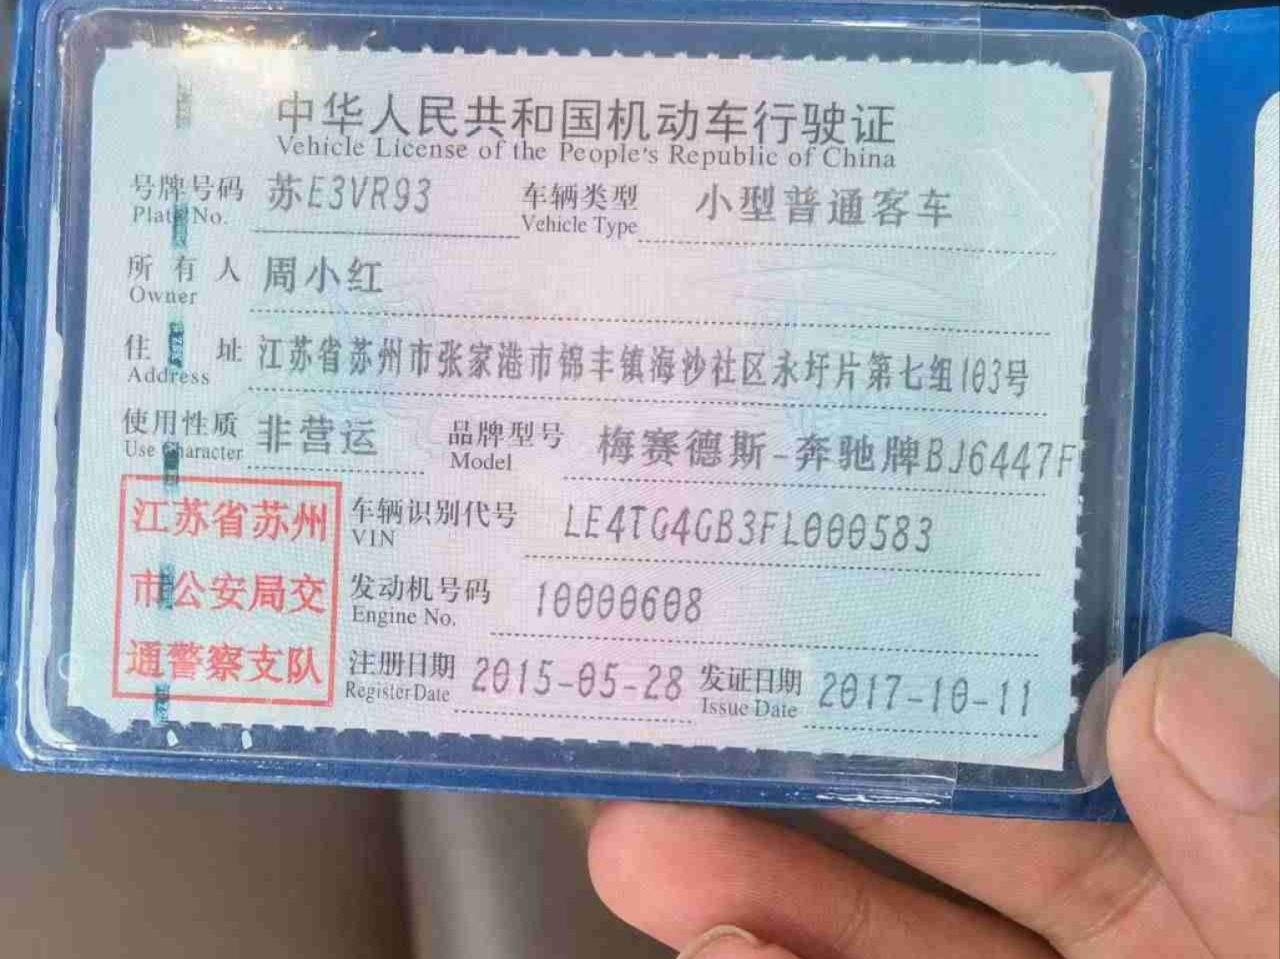 中华人民共和国机动车行驶证
Vehicle License of the People's Republic of China
号牌号码 苏E3VR93 车辆类型 小型普通客车
Plate No. Vehicle Type
所有人 周小红
Owner
住址 江苏省苏州市张家港市锦丰镇海沙社区永圩片第七组103号
Address
使用性质 非营运 品牌型号 梅赛德斯-奔驰牌BJ6447F
Use Character Model
江苏省苏州
市公安局交
通警察支队
车辆识别代号 LE4TG4GB3FL000583
VIN
发动机号码 10000608
Engine No.
注册日期 2015-05-28 发证日期 2017-10-11
Register Date Issue Date